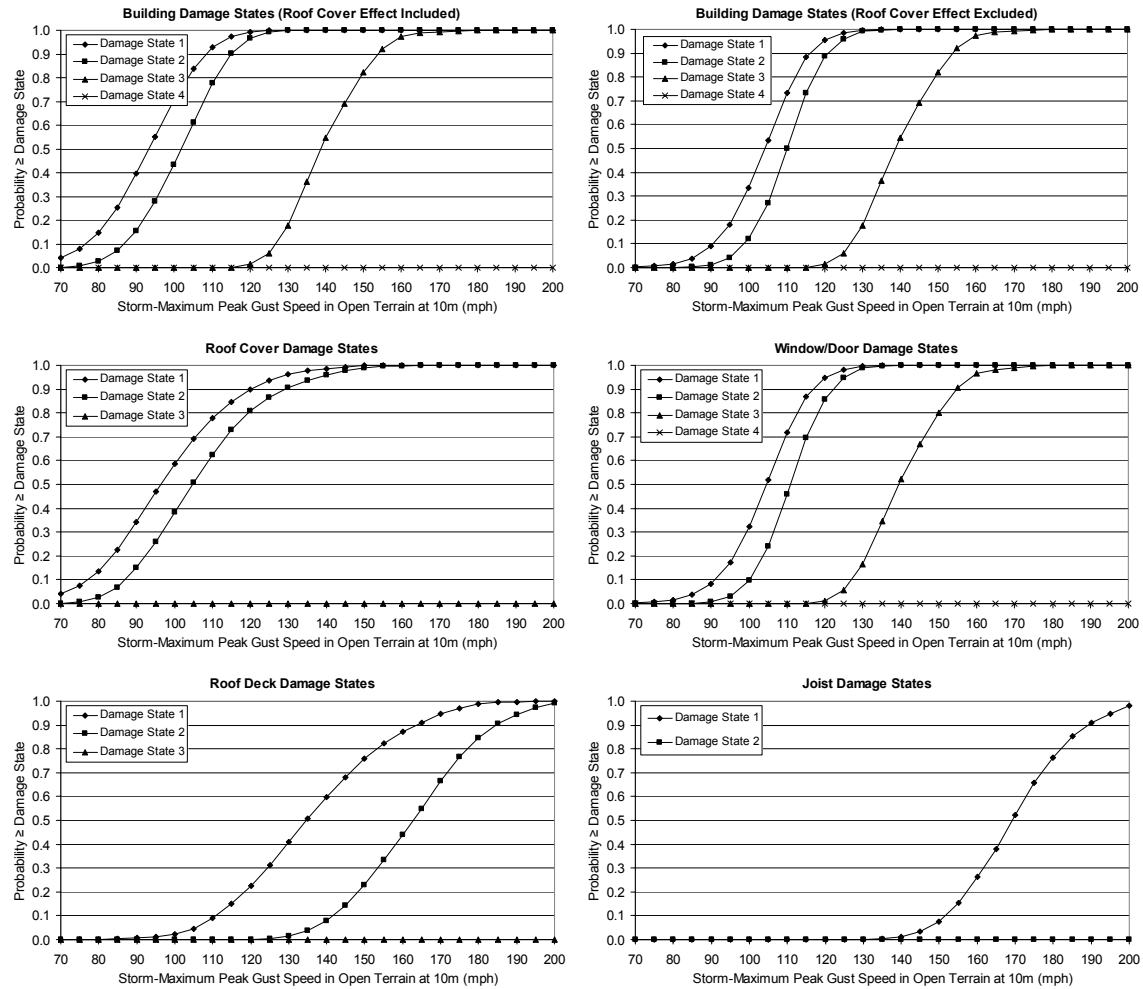 Building Damage States (Roof Cover Effect Included)
Probability ≥ Damage State
1.0
0.9
0.8
0.7
0.6
0.5
0.4
0.3
0.2
0.1
0.0
Damage State 1
Damage State 2
Damage State 3
Damage State 4
70 80 90 100 110 120 130 140 150 160 170 180 190 200
Storm-Maximum Peak Gust Speed in Open Terrain at 10m (mph)
Building Damage States (Roof Cover Effect Excluded)
Probability ≥ Damage State
1.0
0.9
0.8
0.7
0.6
0.5
0.4
0.3
0.2
0.1
0.0
Damage State 1
Damage State 2
Damage State 3
Damage State 4
70 80 90 100 110 120 130 140 150 160 170 180 190 200
Storm-Maximum Peak Gust Speed in Open Terrain at 10m (mph)
Roof Cover Damage States
Probability ≥ Damage State
1.0
0.9
0.8
0.7
0.6
0.5
0.4
0.3
0.2
0.1
0.0
Damage State 1
Damage State 2
Damage State 3
70 80 90 100 110 120 130 140 150 160 170 180 190 200
Storm-Maximum Peak Gust Speed in Open Terrain at 10m (mph)
Window/Door Damage States
Probability ≥ Damage State
1.0
0.9
0.8
0.7
0.6
0.5
0.4
0.3
0.2
0.1
0.0
Damage State 1
Damage State 2
Damage State 3
Damage State 4
70 80 90 100 110 120 130 140 150 160 170 180 190 200
Storm-Maximum Peak Gust Speed in Open Terrain at 10m (mph)
Roof Deck Damage States
Probability ≥ Damage State
1.0
0.9
0.8
0.7
0.6
0.5
0.4
0.3
0.2
0.1
0.0
Damage State 1
Damage State 2
Damage State 3
70 80 90 100 110 120 130 140 150 160 170 180 190 200
Storm-Maximum Peak Gust Speed in Open Terrain at 10m (mph)
Joist Damage States
Probability ≥ Damage State
1.0
0.9
0.8
0.7
0.6
0.5
0.4
0.3
0.2
0.1
0.0
Damage State 1
Damage State 2
70 80 90 100 110 120 130 140 150 160 170 180 190 200
Storm-Maximum Peak Gust Speed in Open Terrain at 10m (mph)